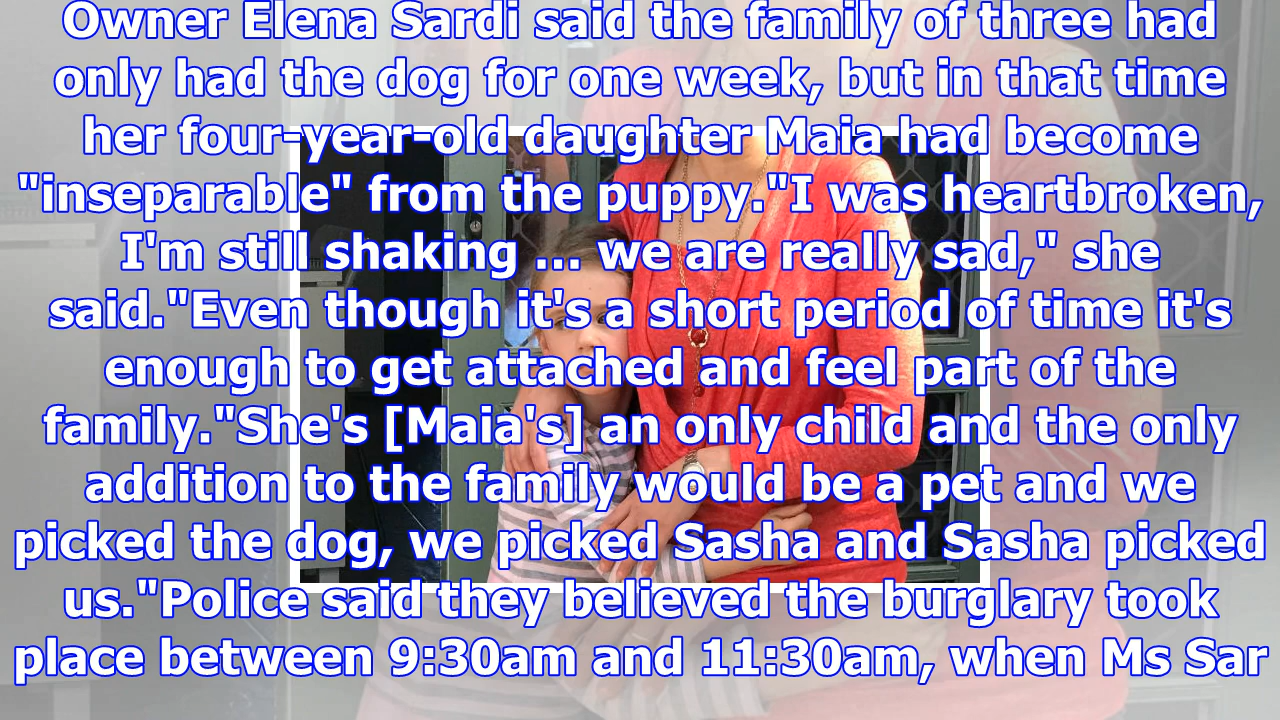 Owner Elena Sardi said the family of three had
only had the dog for one week, but in that time
her four-year-old daughter Maia had become
"inseparable" from the puppy."I was heartbroken,
I'm still shaking ... we are really sad," she
said."Even though it's a short period of time it's
enough to get attached and feel part of the
family."She's [Maia's] an only child and the only
addition to the family would be a pet and we
picked the dog, we picked Sasha and Sasha picked
us."Police said they believed the burglary took
place between 9:30am and 11:30am, when Ms Sar